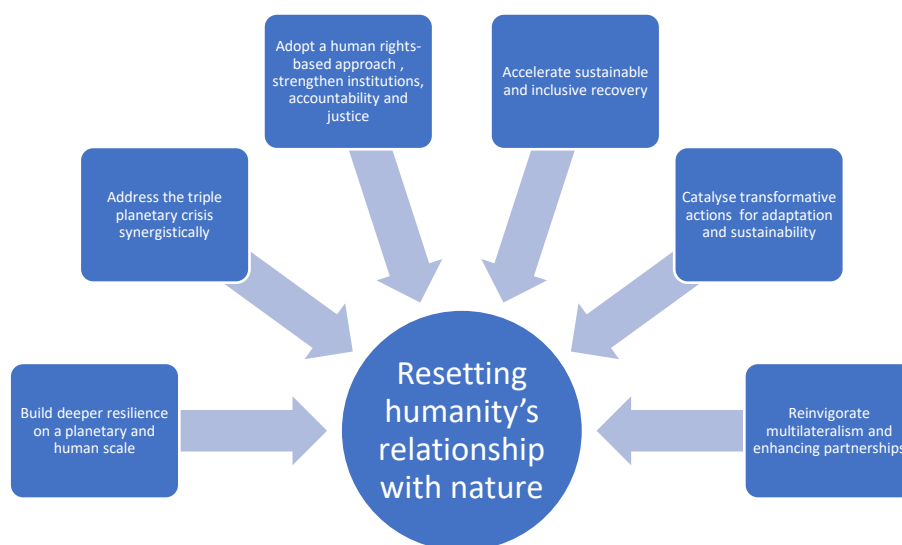 Adopt a human rights-
based approach ,
strengthen institutions,
accountability and
justice
Accelerate sustainable
and inclusive recovery
Address the triple
planetary crisis
synergistically
Catalyse transformative
actions for adaptation
and sustainability
Build deeper resilience
on a planetary and
human scale
Resetting
humanity’s
relationship
with nature
Reinvigorate
multilateralism and
enhancing partnerships